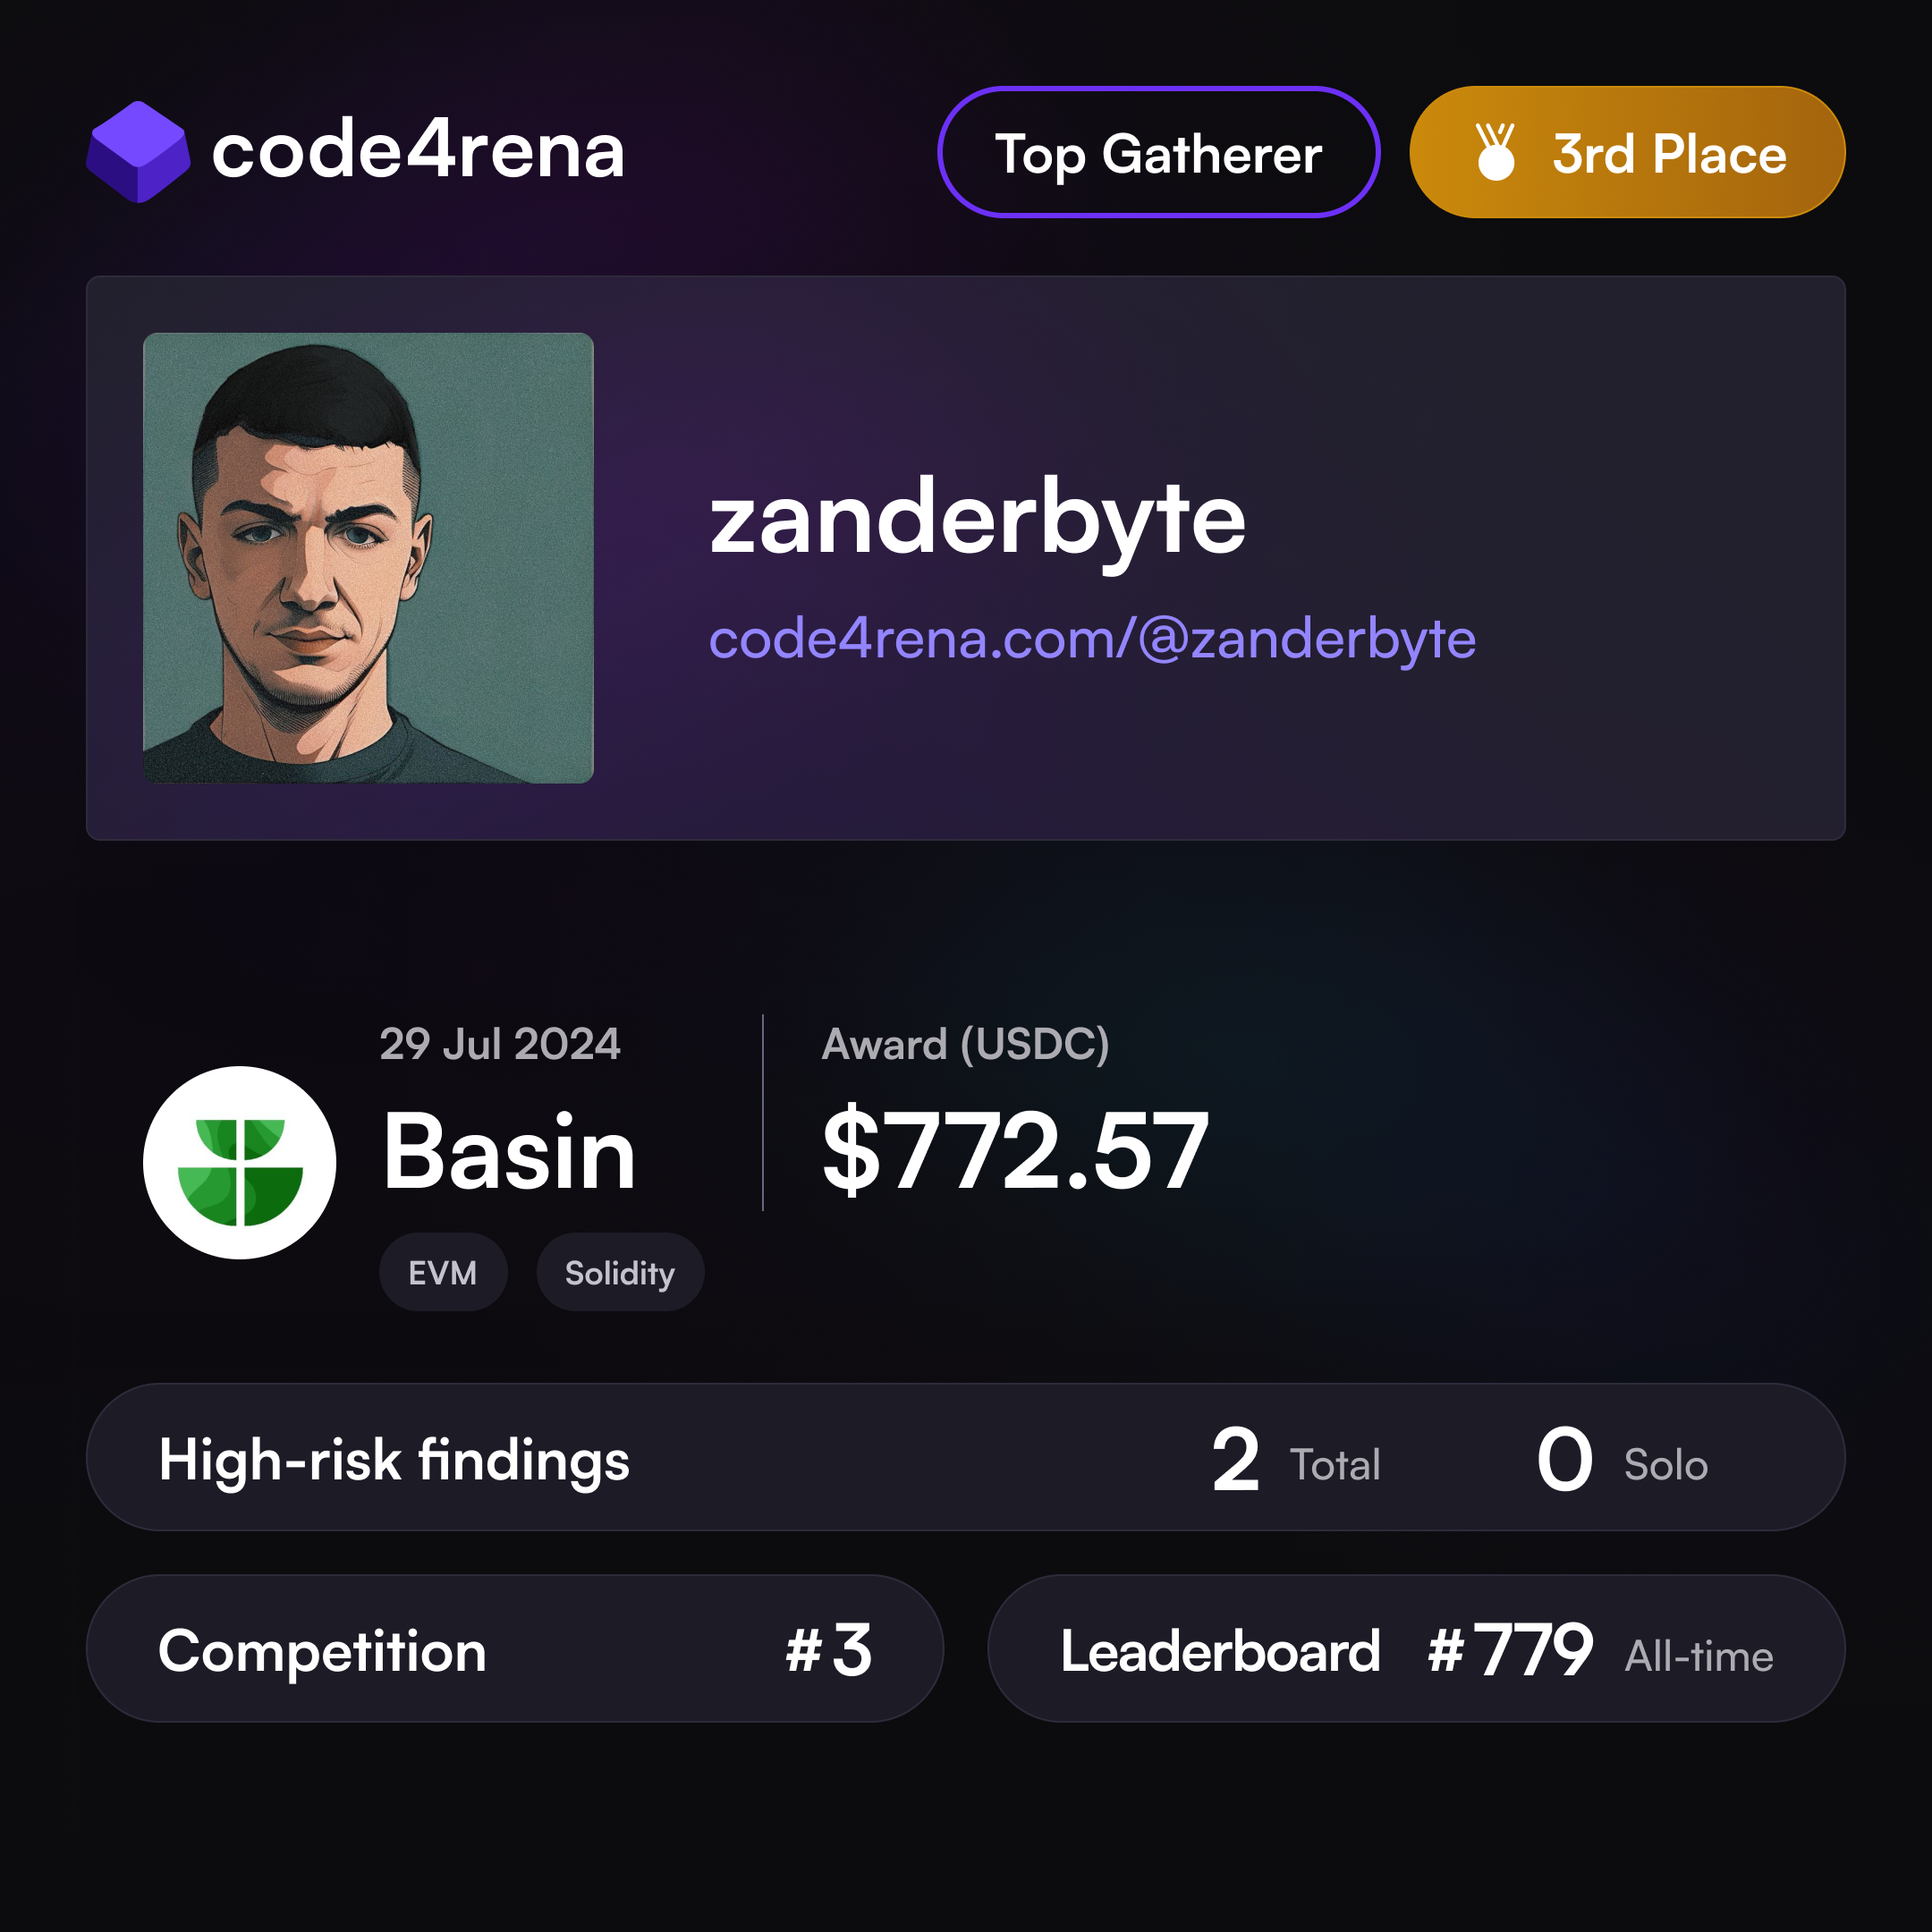 code4rena
Top Gatherer
3rd Place
zanderbyte
code4rena.com/@zanderbyte
29 Jul 2024
Basin
EVM
Solidity
Award (USDC)
$772.57
High-risk findings
2 Total
0 Solo
Competition
#3
Leaderboard
#779 All-time